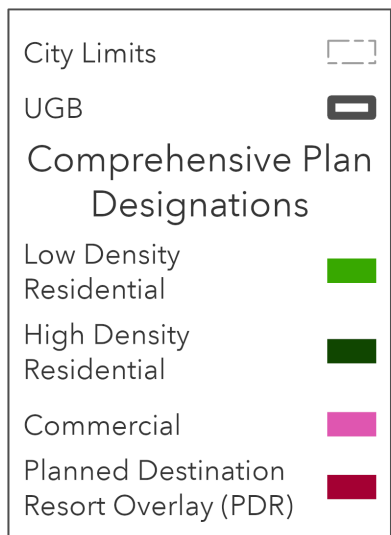 City Limits
UGB
Comprehensive Plan
Designations
Low Density
Residential
High Density
Residential
Commercial
Planned Destination
Resort Overlay (PDR)